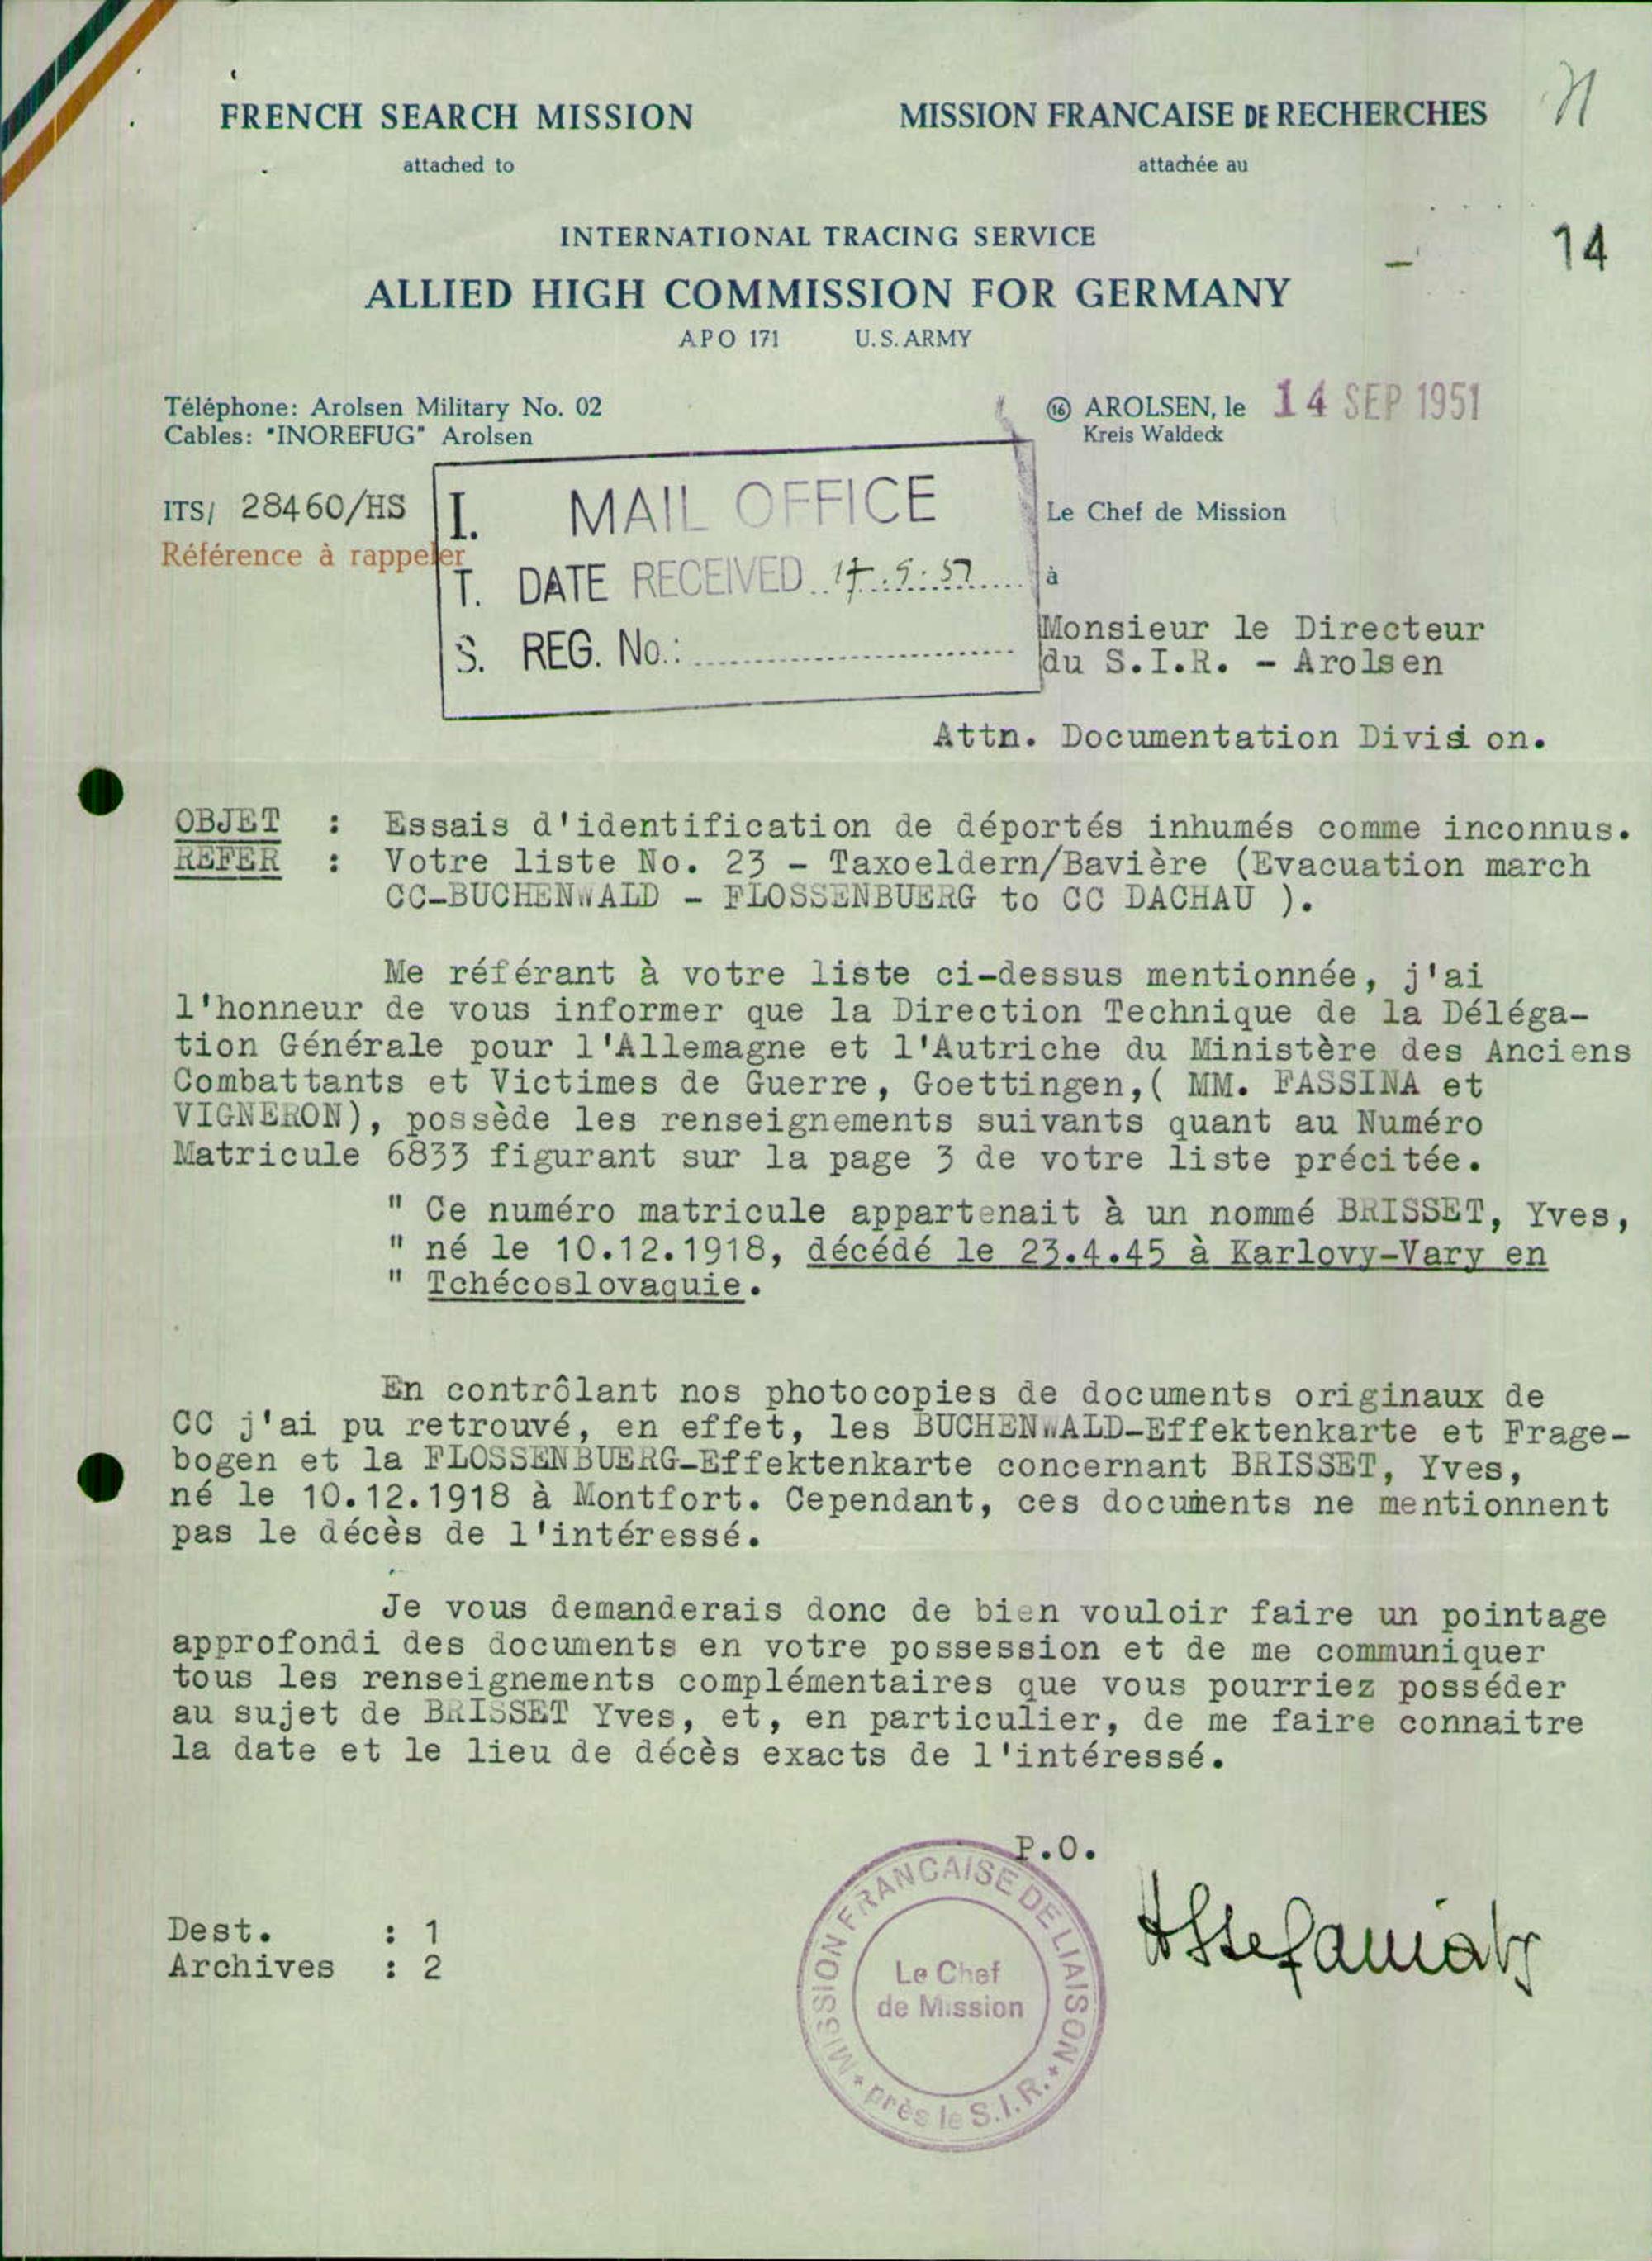 FRENCH SEARCH MISSION
attached to
MISSION FRANCAISE DE RECHERCHES
attachée au
INTERNATIONAL TRACING SERVICE
14
ALLIED HIGH COMMISSION FOR GERMANY
APO 171 U.S. ARMY
Téléphone: Arolsen Military No. 02
Cables: "INOREFUG" Arolsen
⑯ AROLSEN, le 14 SEP 1951
Kreis Waldeck
ITS/ 28460/HS
Référence à rappeler
I. MAIL OFFICE
T. DATE RECEIVED
S. REG. No.:
Le Chef de Mission
à
Monsieur le Directeur
du S.I.R. - Arolsen
Attn. Documentation Divisi on.
OBJET : Essais d'identification de déportés inhumés comme inconnus.
REFER : Votre liste No. 23 - Taxoeldern/Bavière (Evacuation march
CC-BUCHENWALD - FLOSSENBUERG to CC DACHAU ).
Me référant à votre liste ci-dessus mentionnée, j'ai
l'honneur de vous informer que la Direction Technique de la Déléga-
tion Générale pour l'Allemagne et l'Autriche du Ministère des Anciens
Combattants et Victimes de Guerre, Goettingen,( MM. FASSINA et
VIGNERON), possède les renseignements suivants quant au Numéro
Matricule 6833 figurant sur la page 3 de votre liste précitée.
" Ce numéro matricule appartenait à un nommé BRISSET, Yves,
" né le 10.12.1918, décédé le 23.4.45 à Karlovy-Vary en
" Tchécoslovaquie.
En contrôlant nos photocopies de documents originaux de
CC j'ai pu retrouvé, en effet, les BUCHENWALD-Effektenkarte et Frage-
bogen et la FLOSSENBUERG-Effektenkarte concernant BRISSET, Yves,
né le 10.12.1918 à Montfort. Cependant, ces documents ne mentionnent
pas le décès de l'intéressé.
Je vous demanderais donc de bien vouloir faire un pointage
approfondi des documents en votre possession et de me communiquer
tous les renseignements complémentaires que vous pourriez posséder
au sujet de BRISSET Yves, et, en particulier, de me faire connaitre
la date et le lieu de décès exacts de l'intéressé.
P.O.
Dest. : 1
Archives : 2
MISSION FRANCAISE DE LIAISON
près le S.I.R.
Le Chef
de Mission